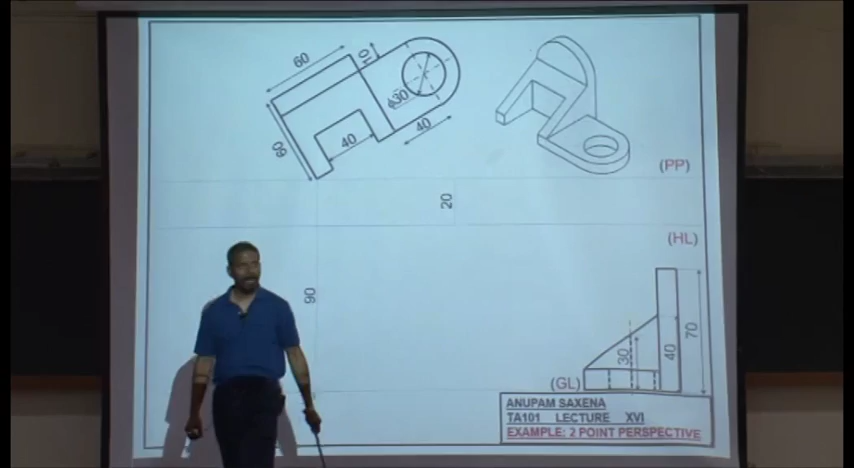 60
10
ϕ30
60
40
40
(PP)
20
(HL)
90
70
30
40
(GL)
ANUPAM SAXENA
TA101 LECTURE XVI
EXAMPLE: 2 POINT PERSPECTIVE